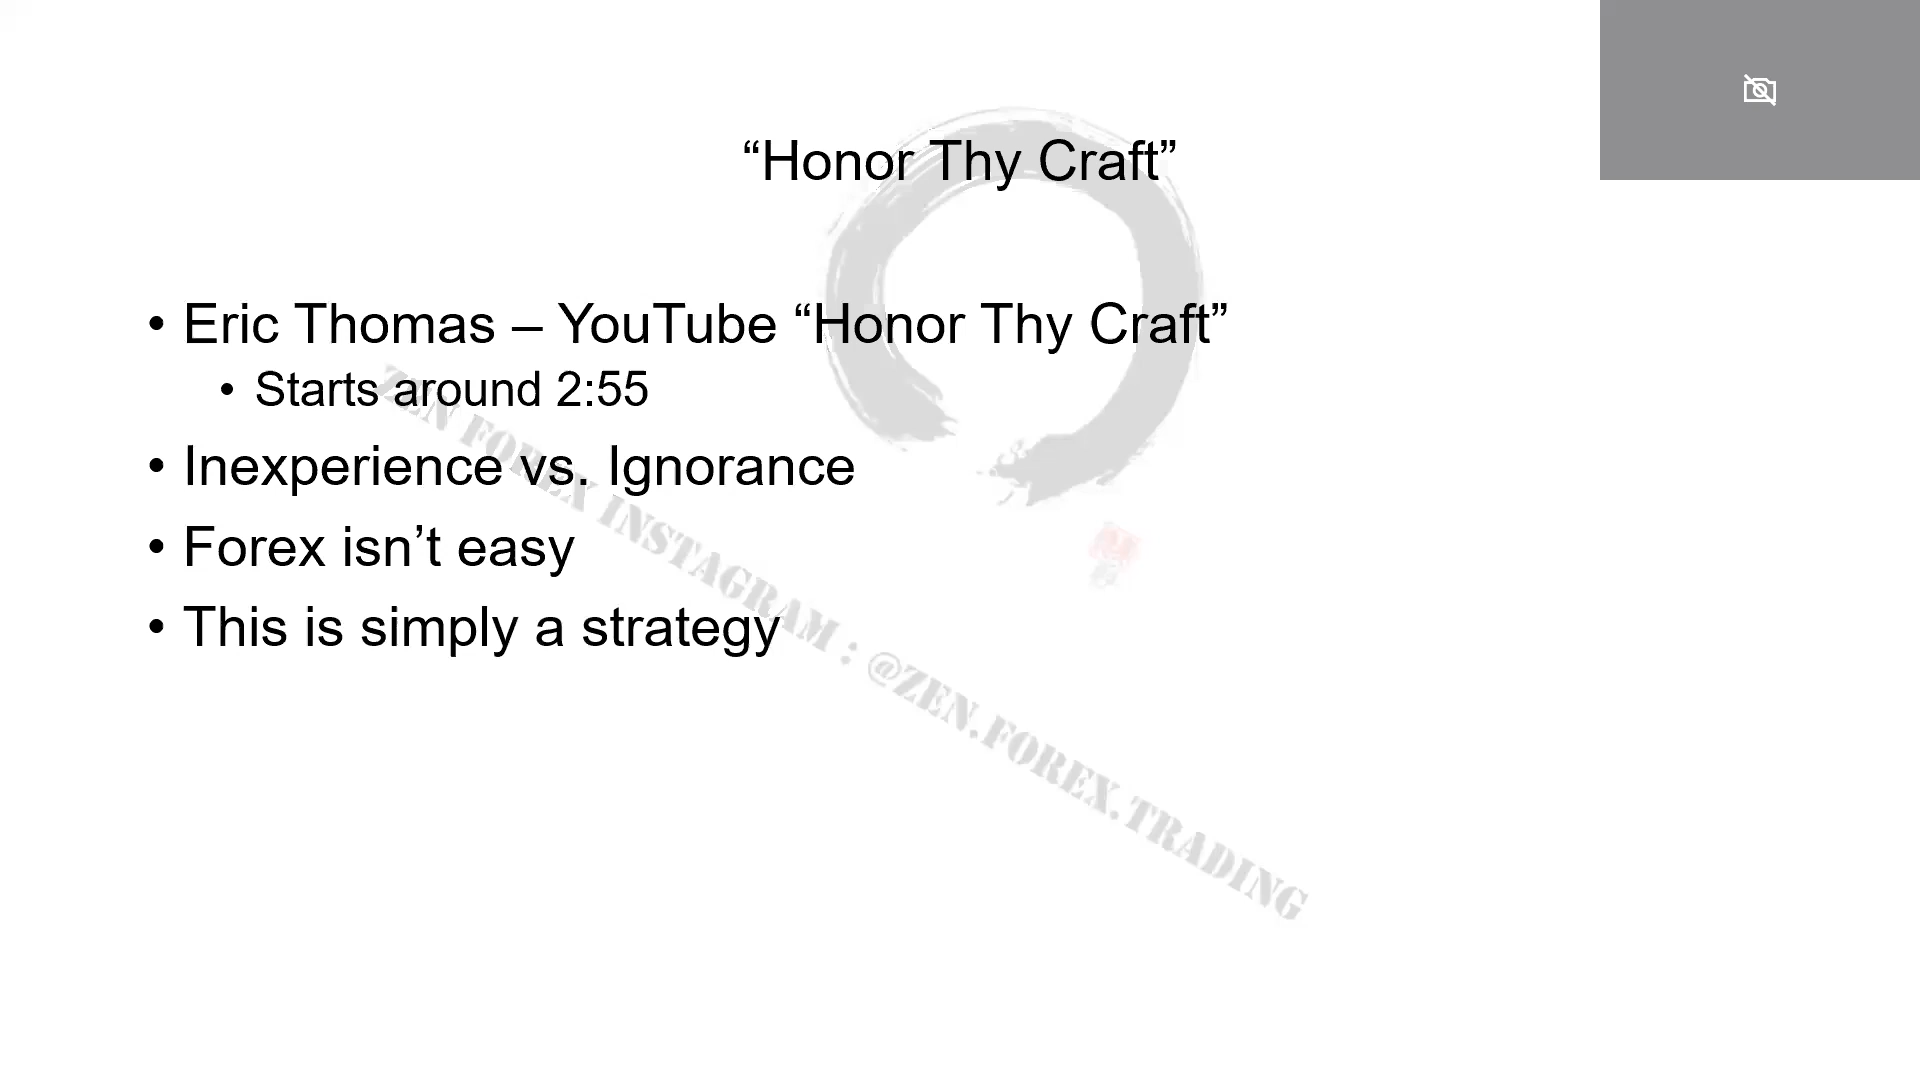 “Honor Thy Craft”
• Eric Thomas – YouTube “Honor Thy Craft”
• Starts around 2:55
• Inexperience vs. Ignorance
• Forex isn’t easy
• This is simply a strategy
ZEN FOREX INSTAGRAM : @ZEN.FOREX.TRADING